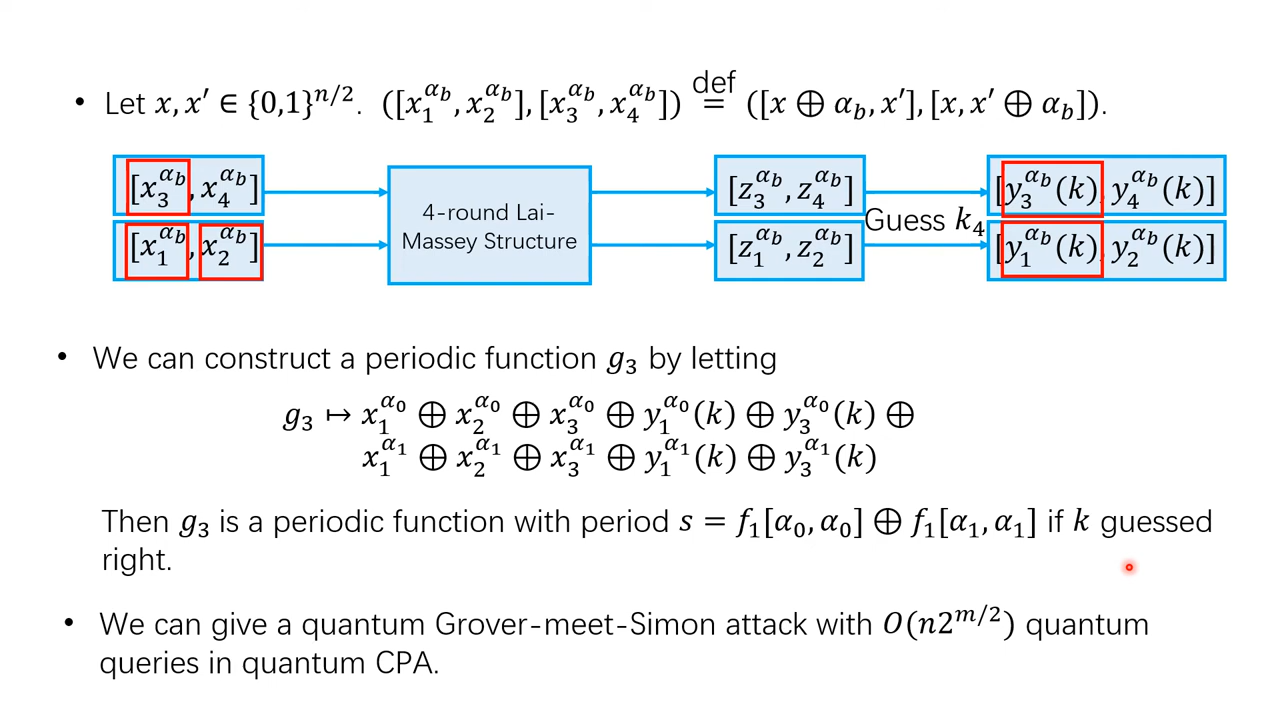 • Let x, x′ ∈ {0,1}^{n/2}. ([x_1^{α_b}, x_2^{α_b}], [x_3^{α_b}, x_4^{α_b}]) ≝ ([x ⊕ α_b, x′], [x, x′ ⊕ α_b]).
[x_3^{α_b}, x_4^{α_b}]
[x_1^{α_b}, x_2^{α_b}]
4-round Lai-
Massey Structure
[z_3^{α_b}, z_4^{α_b}]
[z_1^{α_b}, z_2^{α_b}]
Guess k_4
[y_3^{α_b}(k), y_4^{α_b}(k)]
[y_1^{α_b}(k), y_2^{α_b}(k)]
• We can construct a periodic function g_3 by letting
g_3 ↦ x_1^{α_0} ⊕ x_2^{α_0} ⊕ x_3^{α_0} ⊕ y_1^{α_0}(k) ⊕ y_3^{α_0}(k) ⊕
x_1^{α_1} ⊕ x_2^{α_1} ⊕ x_3^{α_1} ⊕ y_1^{α_1}(k) ⊕ y_3^{α_1}(k)
Then g_3 is a periodic function with period s = f_1[α_0, α_0] ⊕ f_1[α_1, α_1] if k guessed
right.
• We can give a quantum Grover-meet-Simon attack with O(n2^{m/2}) quantum
queries in quantum CPA.